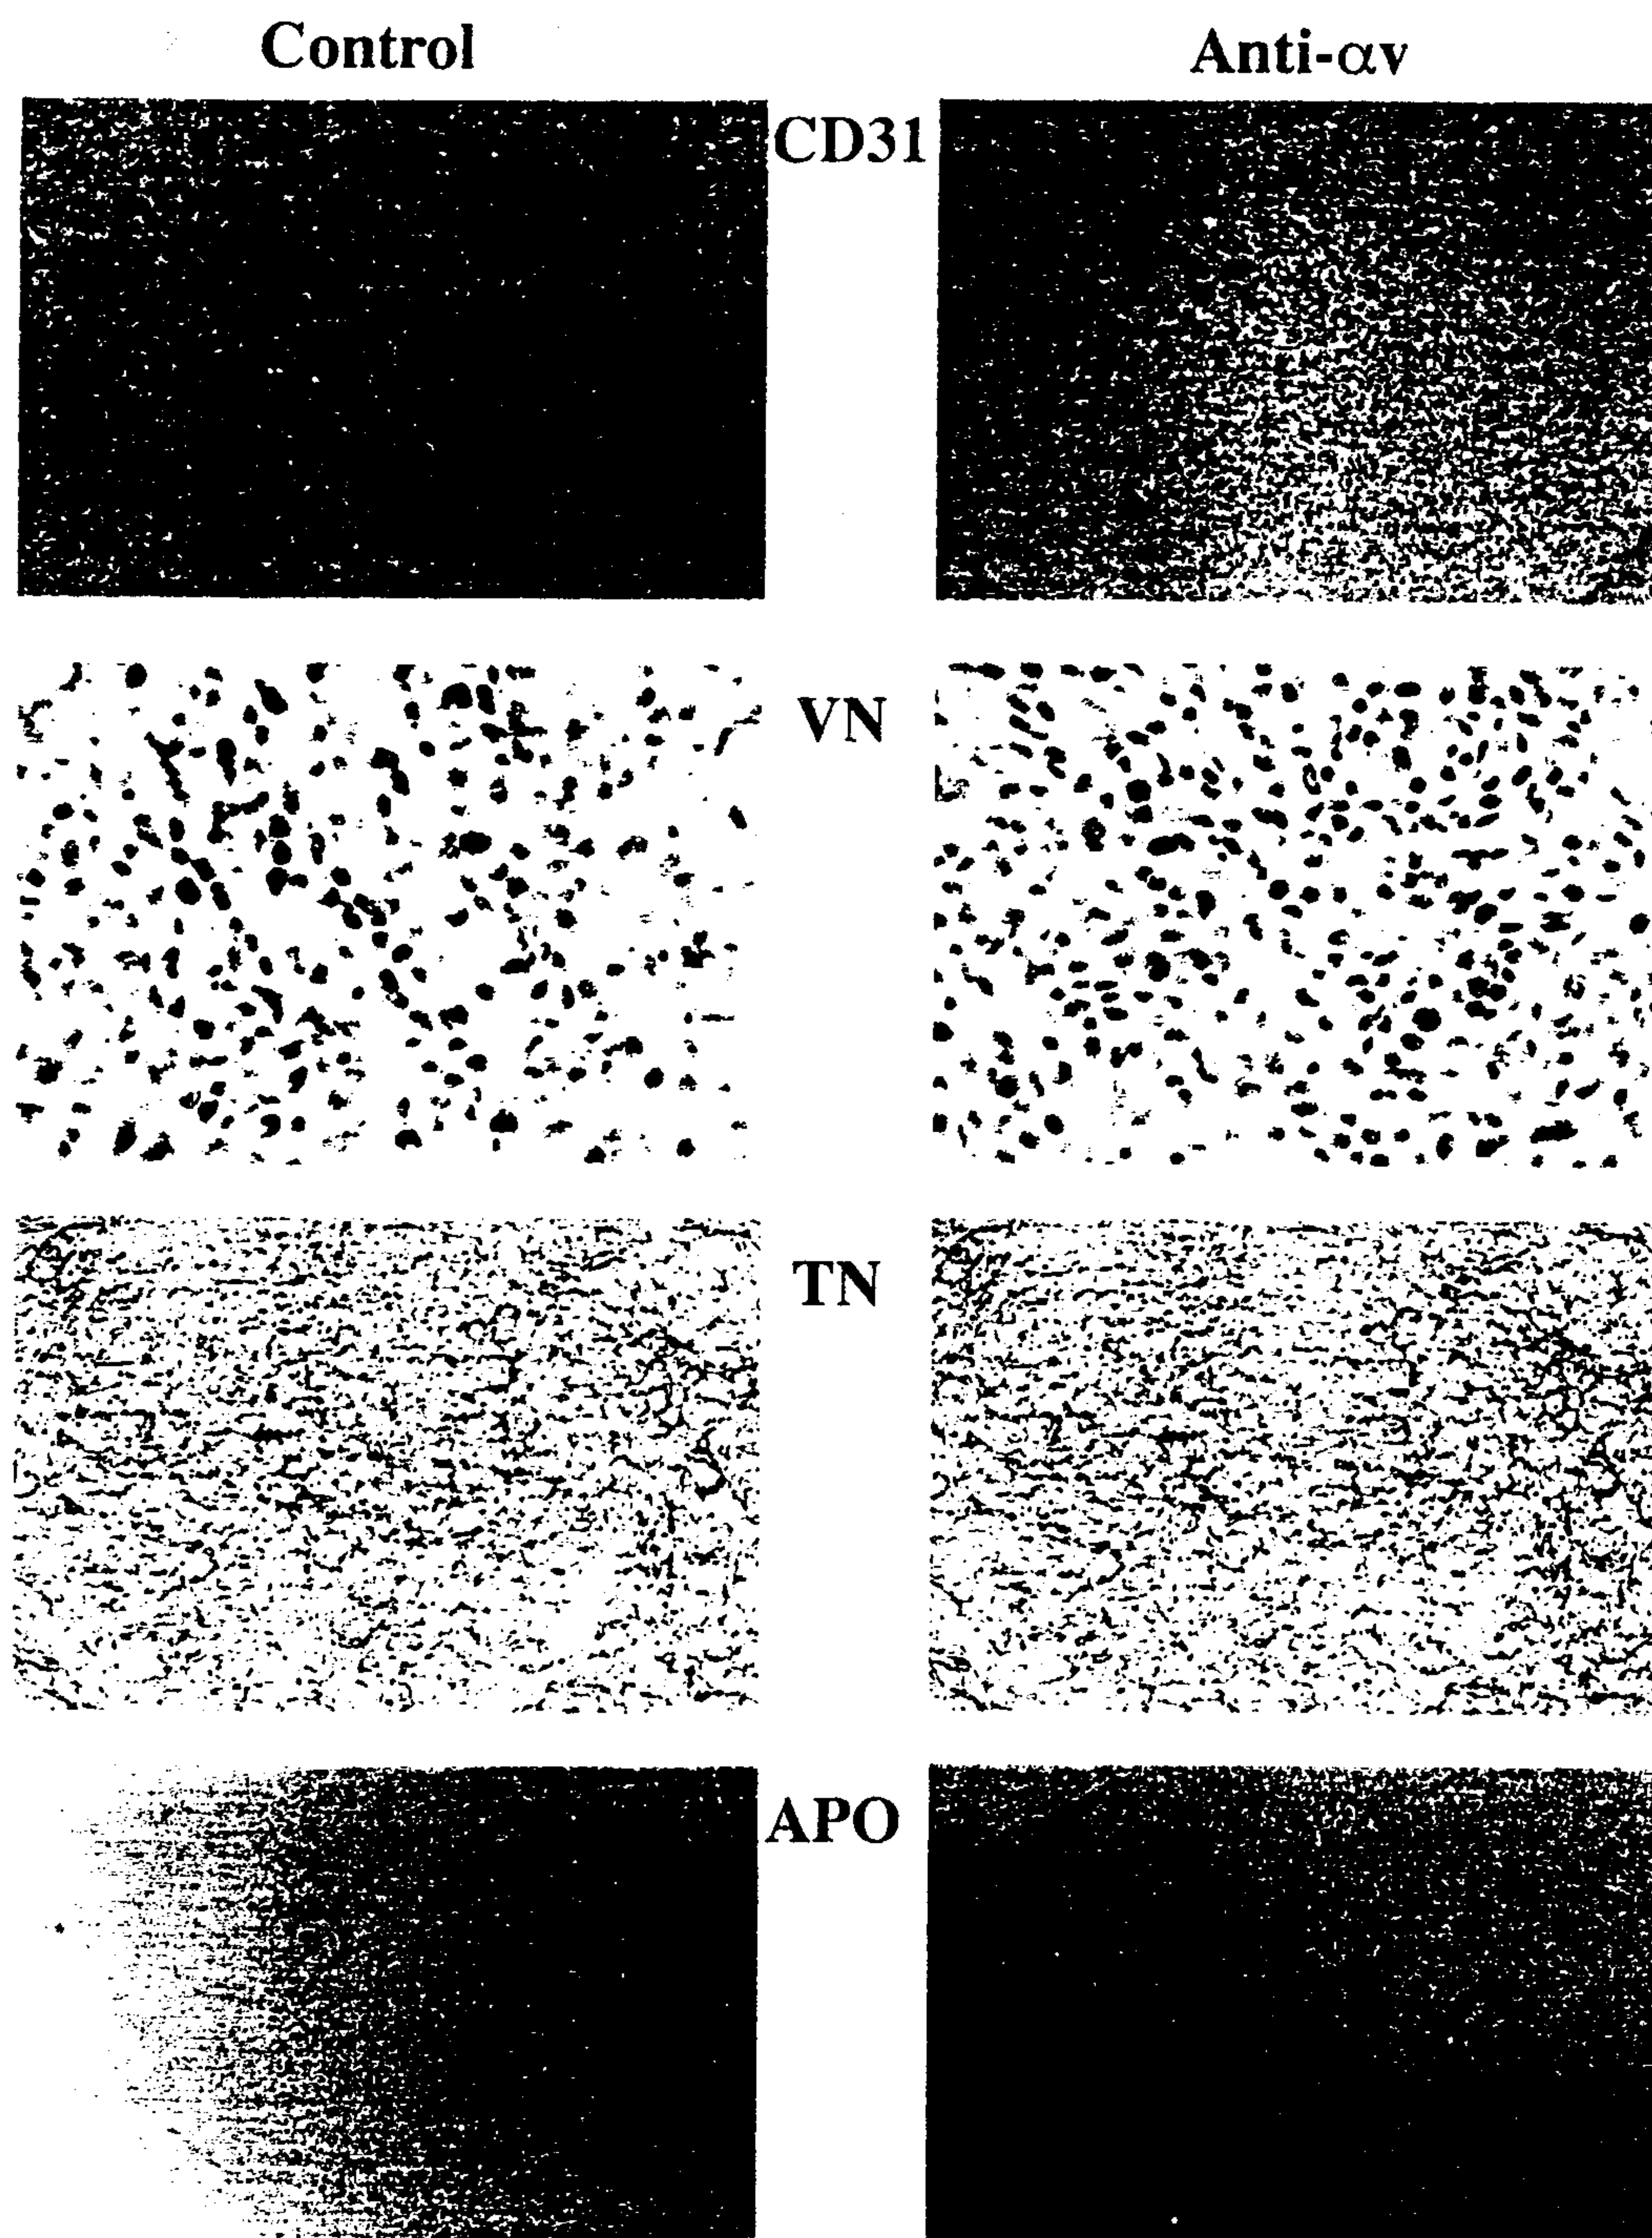 Control
Anti-αv
CD31
VN
TN
APO